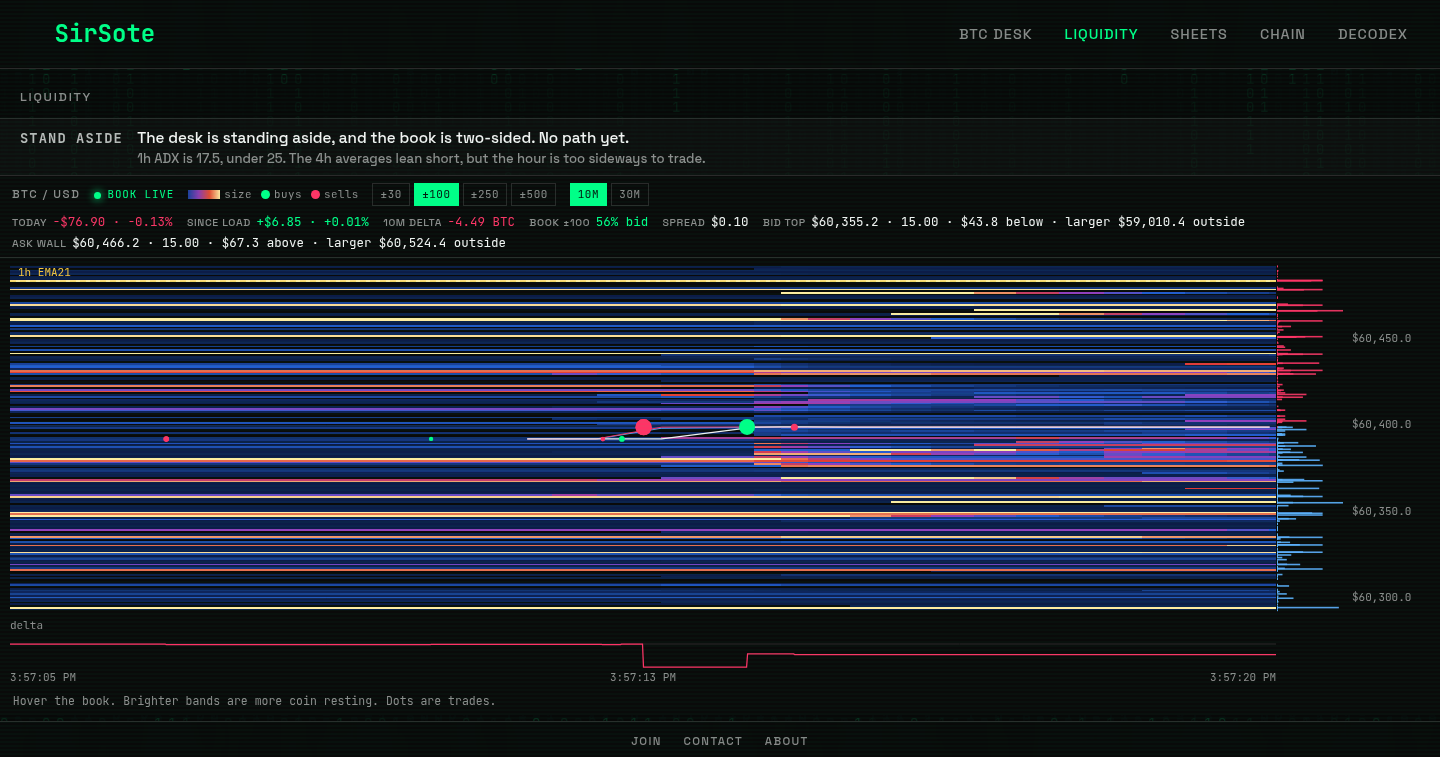 SirSote
BTC DESK LIQUIDITY SHEETS CHAIN DECODEX
LIQUIDITY
STAND ASIDE The desk is standing aside, and the book is two-sided. No path yet.
1h ADX is 17.5, under 25. The 4h averages lean short, but the hour is too sideways to trade.
BTC / USD BOOK LIVE size buys sells ±30 ±100 ±250 ±500 10M 30M
TODAY -$76.90 · -0.13% SINCE LOAD +$6.85 · +0.01% 10M DELTA -4.49 BTC BOOK ±100 56% bid SPREAD $0.10 BID TOP $60,355.2 · 15.00 · $43.8 below · larger $59,010.4 outside
ASK WALL $60,466.2 · 15.00 · $67.3 above · larger $60,524.4 outside
1h EMA21
$60,450.0
$60,400.0
$60,350.0
$60,300.0
delta
3:57:05 PM 3:57:13 PM 3:57:20 PM
Hover the book. Brighter bands are more coin resting. Dots are trades.
JOIN CONTACT ABOUT